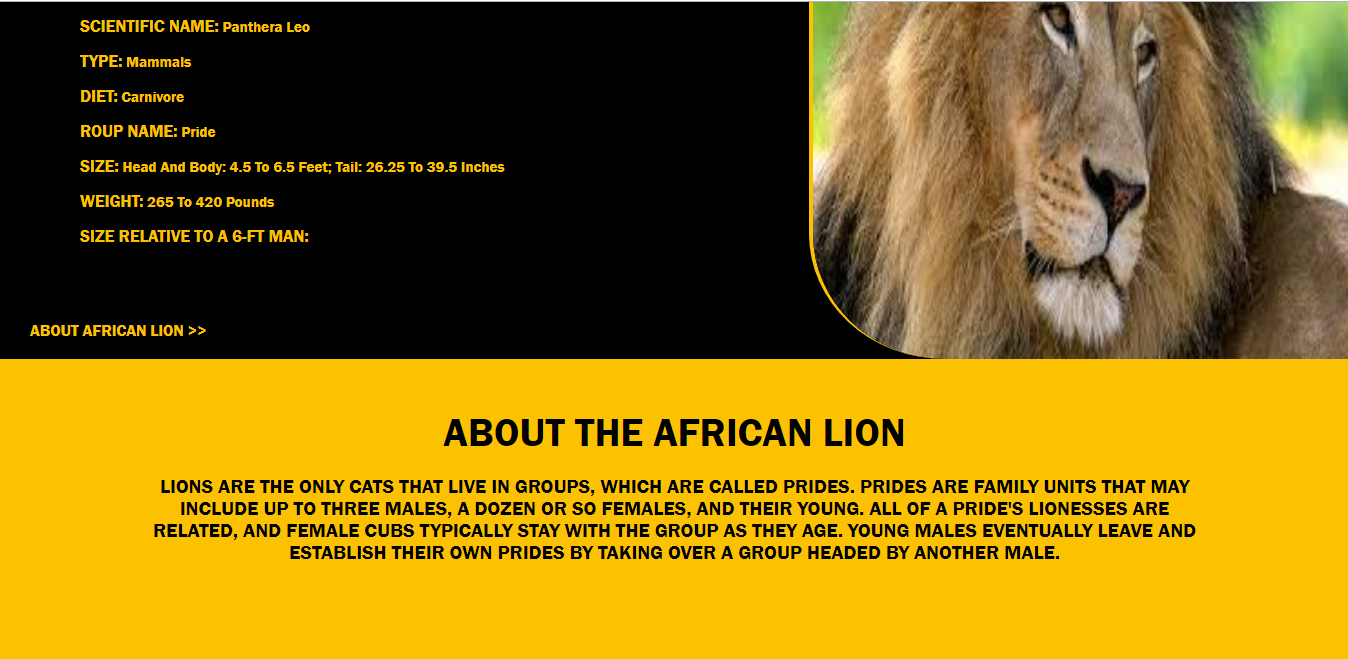 SCIENTIFIC NAME: Panthera Leo
TYPE: Mammals
DIET: Carnivore
ROUP NAME: Pride
SIZE: Head And Body: 4.5 To 6.5 Feet; Tail: 26.25 To 39.5 Inches
WEIGHT: 265 To 420 Pounds
SIZE RELATIVE TO A 6-FT MAN:
ABOUT AFRICAN LION >>
ABOUT THE AFRICAN LION
LIONS ARE THE ONLY CATS THAT LIVE IN GROUPS, WHICH ARE CALLED PRIDES. PRIDES ARE FAMILY UNITS THAT MAY
INCLUDE UP TO THREE MALES, A DOZEN OR SO FEMALES, AND THEIR YOUNG. ALL OF A PRIDE'S LIONESSES ARE
RELATED, AND FEMALE CUBS TYPICALLY STAY WITH THE GROUP AS THEY AGE. YOUNG MALES EVENTUALLY LEAVE AND
ESTABLISH THEIR OWN PRIDES BY TAKING OVER A GROUP HEADED BY ANOTHER MALE.